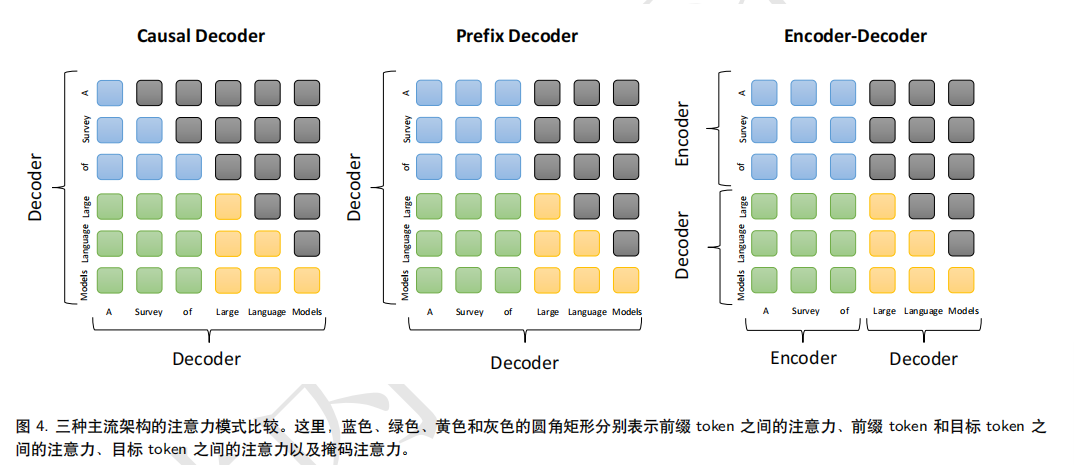 Causal Decoder
Prefix Decoder
Encoder-Decoder
Decoder
A
Survey
of
Large
Language
Models
A Survey of Large Language Models
Decoder
Decoder
A
Survey
of
Large
Language
Models
A Survey of Large Language Models
Decoder
Encoder
Decoder
A
Survey
of
Large
Language
Models
A Survey of Large Language Models
Encoder
Decoder
图 4. 三种主流架构的注意力模式比较。这里，蓝色、绿色、黄色和灰色的圆角矩形分别表示前缀 token 之间的注意力、前缀 token 和目标 token 之
间的注意力、目标 token 之间的注意力以及掩码注意力。